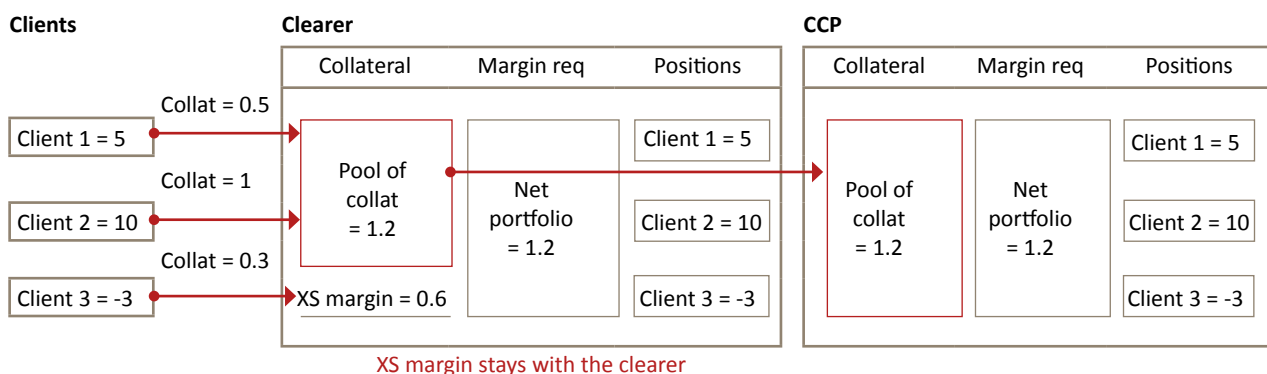 Clients
Clearer
CCP
Collateral
Margin req
Positions
Collateral
Margin req
Positions
Collat = 0.5
Client 1 = 5
Collat = 1
Client 2 = 10
Collat = 0.3
Client 3 = -3
Pool of
collat
= 1.2
XS margin = 0.6
Net
portfolio
= 1.2
Client 1 = 5
Client 2 = 10
Client 3 = -3
Pool of
collat
= 1.2
Net
portfolio
= 1.2
Client 1 = 5
Client 2 = 10
Client 3 = -3
XS margin stays with the clearer